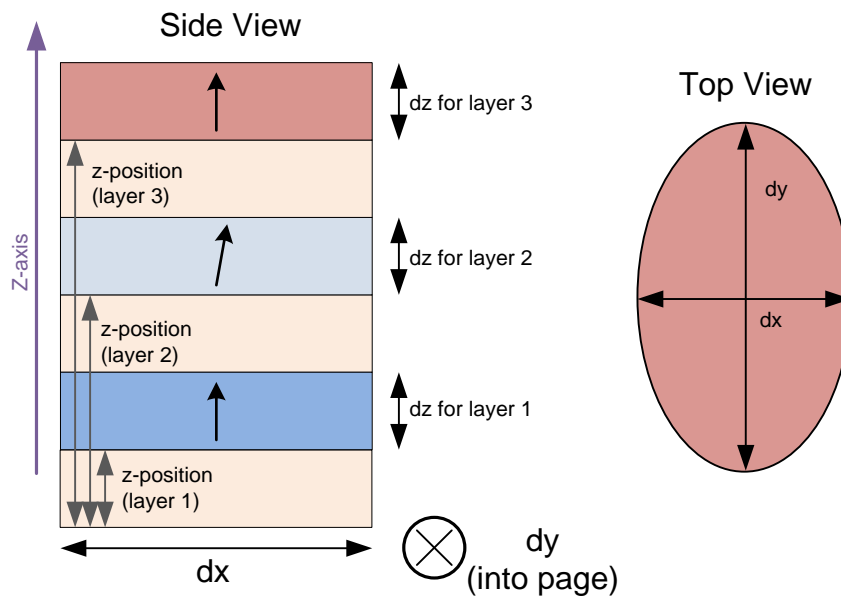 Side View
Top View
Z-axis
dz for layer 3
z-position
(layer 3)
dy
dz for layer 2
z-position
(layer 2)
dx
dz for layer 1
z-position
(layer 1)
dx
dy
(into page)